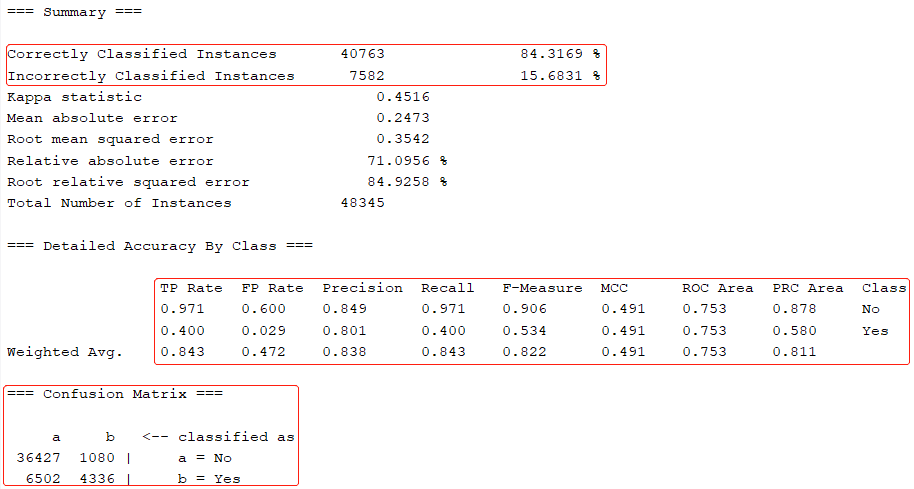 === Summary ===
Correctly Classified Instances 40763 84.3169 %
Incorrectly Classified Instances 7582 15.6831 %
Kappa statistic 0.4516
Mean absolute error 0.2473
Root mean squared error 0.3542
Relative absolute error 71.0956 %
Root relative squared error 84.9258 %
Total Number of Instances 48345
=== Detailed Accuracy By Class ===
TP Rate FP Rate Precision Recall F-Measure MCC ROC Area PRC Area Class
0.971 0.600 0.849 0.971 0.906 0.491 0.753 0.878 No
0.400 0.029 0.801 0.400 0.534 0.491 0.753 0.580 Yes
Weighted Avg. 0.843 0.472 0.838 0.843 0.822 0.491 0.753 0.811
=== Confusion Matrix ===
a b <-- classified as
36427 1080 | a = No
6502 4336 | b = Yes